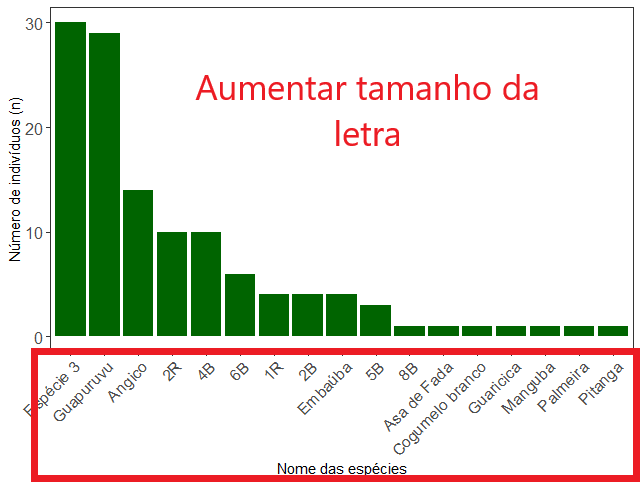 30
20
10
0
Número de indivíduos (n)
Aumentar tamanho da
letra
Espécie 3
Guapuruvu
Angico
2R
4B
6B
1R
2B
Embaúba
5B
8B
Asa de Fada
Cogumelo branco
Guaricica
Manguba
Palmeira
Pitanga
Nome das espécies